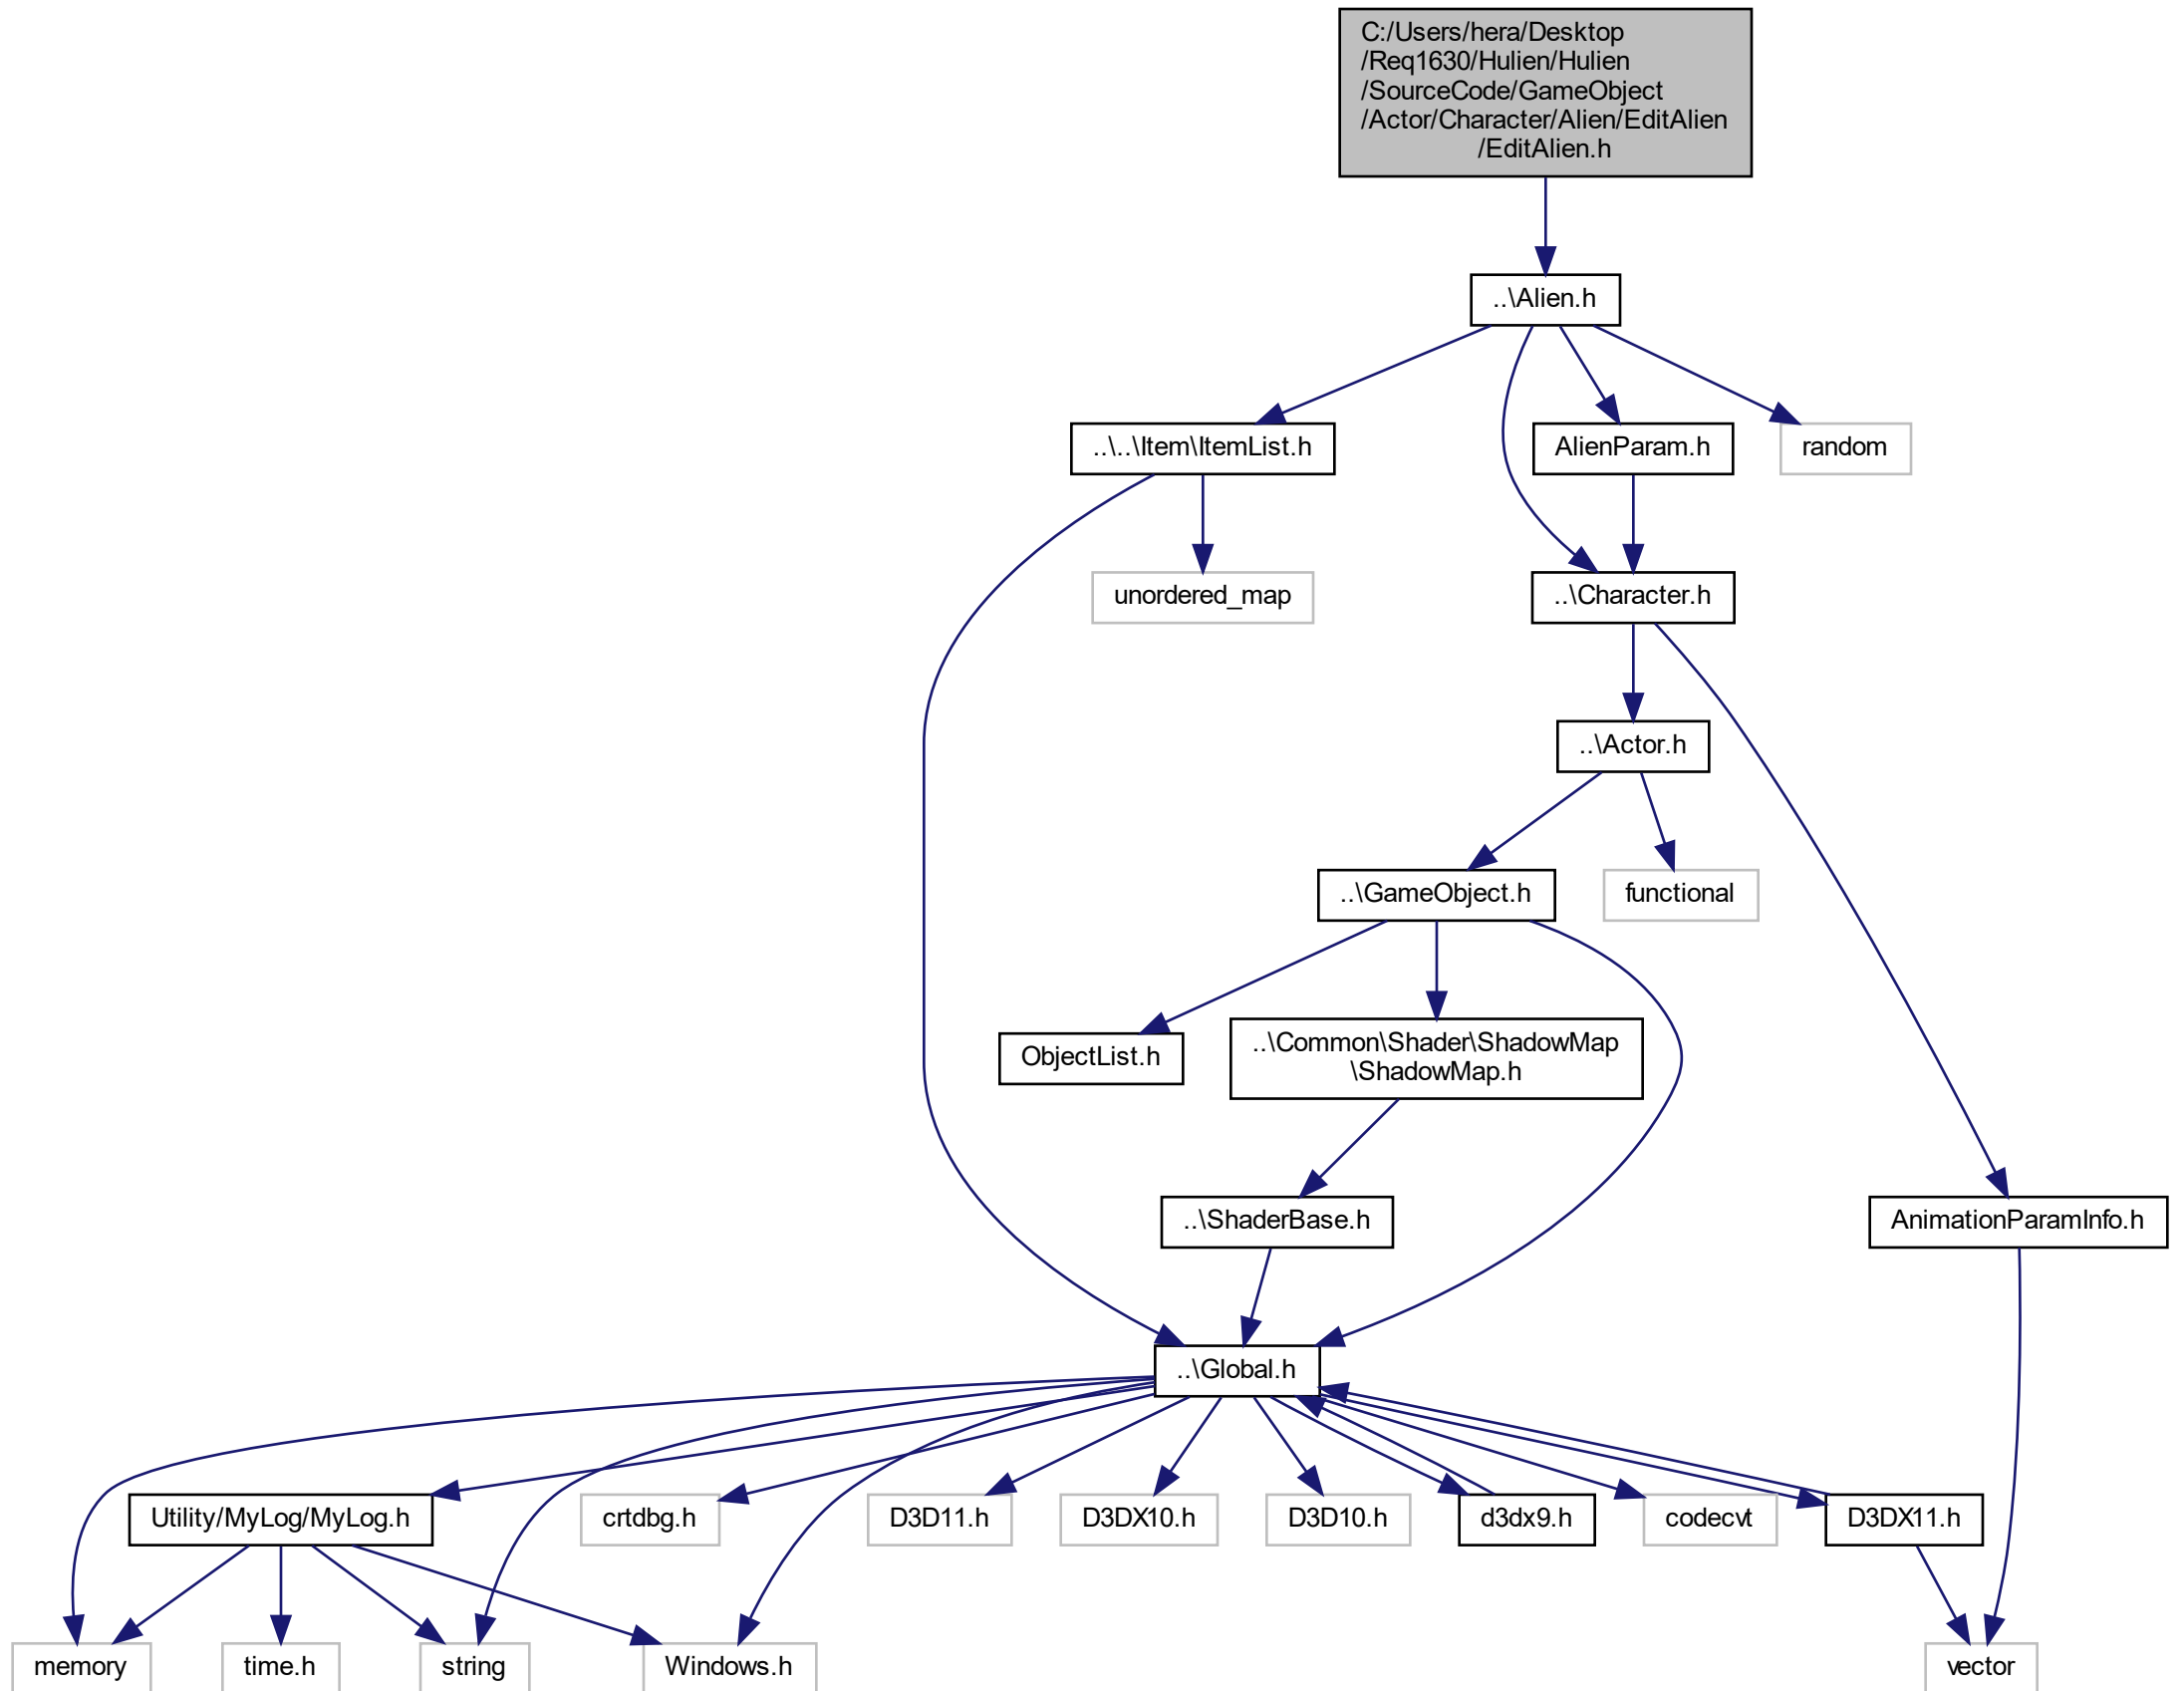 C:/Users/hera/Desktop
/Req1630/Hulien/Hulien
/SourceCode/GameObject
/Actor/Character/Alien/EditAlien
/EditAlien.h
..\Alien.h
..\..\Item\ItemList.h
AlienParam.h
random
unordered_map
..\Character.h
..\Actor.h
..\GameObject.h
functional
ObjectList.h
..\Common\Shader\ShadowMap
\ShadowMap.h
..\ShaderBase.h
AnimationParamInfo.h
..\Global.h
Utility/MyLog/MyLog.h
crtdbg.h
D3D11.h
D3DX10.h
D3D10.h
d3dx9.h
codecvt
D3DX11.h
memory
time.h
string
Windows.h
vector